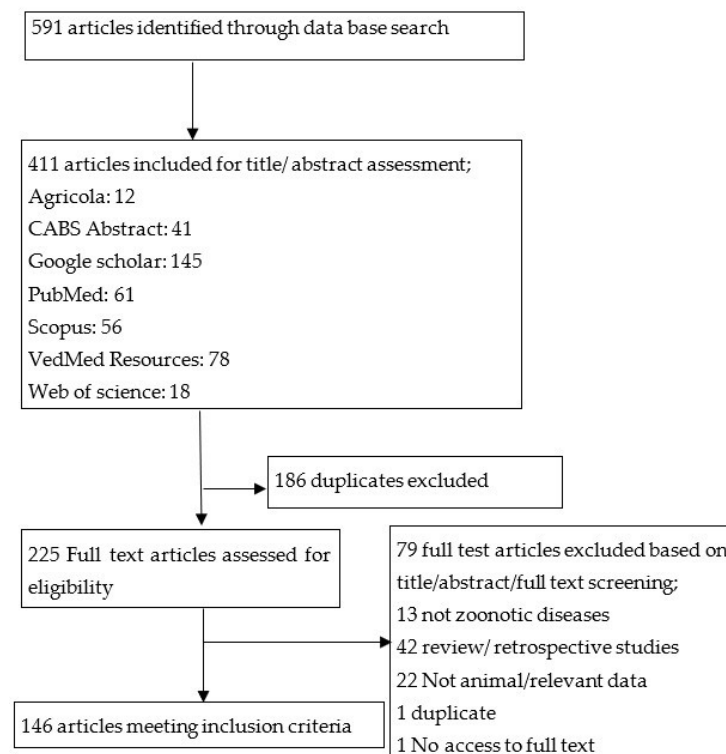 591 articles identified through data base search
411 articles included for title/ abstract assessment;
Agricola: 12
CABS Abstract: 41
Google scholar: 145
PubMed: 61
Scopus: 56
VedMed Resources: 78
Web of science: 18
186 duplicates excluded
225 Full text articles assessed for
eligibility
79 full test articles excluded based on
title/abstract/full text screening;
13 not zoonotic diseases
42 review/ retrospective studies
22 Not animal/relevant data
1 duplicate
1 No access to full text
146 articles meeting inclusion criteria